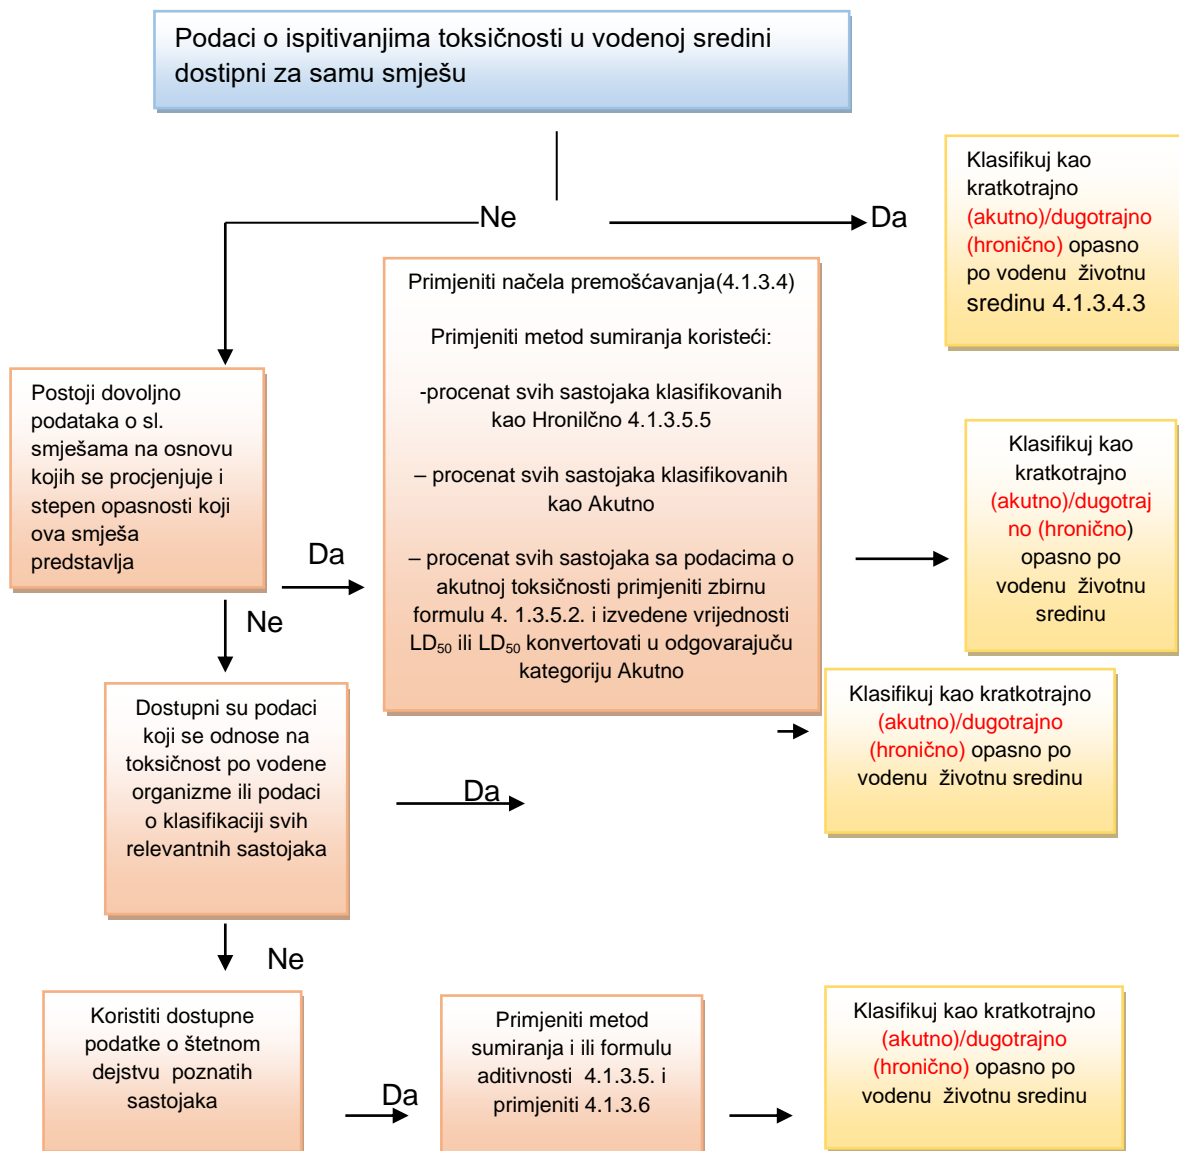 Podaci o ispitivanjima toksičnosti u vodenoj sredini
dostipni za samu smješu
Ne
Da
Klasifikuj kao
kratkotrajno
(akutno)/dugotrajno
(hronično) opasno
po vodenu životnu
sredinu 4.1.3.4.3
Postoji dovoljno
podataka o sl.
smješama na osnovu
kojih se procjenjuje i
stepen opasnosti koji
ova smješa
predstavlja
Da
Primjeniti načela premošćavanja(4.1.3.4)
Primjeniti metod sumiranja koristeći:
-procenat svih sastojaka klasifikovanih
kao Hronilčno 4.1.3.5.5
– procenat svih sastojaka klasifikovanih
kao Akutno
– procenat svih sastojaka sa podacima o
akutnoj toksičnosti primjeniti zbirnu
formulu 4. 1.3.5.2. i izvedene vrijednosti
LD₅₀ ili LD₅₀ konvertovati u odgovarajuču
kategoriju Akutno
Klasifikuj kao
kratkotrajno
(akutno)/dugotraj
no (hronično)
opasno po
vodenu životnu
sredinu
Ne
Dostupni su podaci
koji se odnose na
toksičnost po vodene
organizme ili podaci
o klasifikaciji svih
relevantnih sastojaka
Da
Klasifikuj kao kratkotrajno
(akutno)/dugotrajno
(hronično) opasno po
vodenu životnu sredinu
Ne
Koristiti dostupne
podatke o štetnom
dejstvu poznatih
sastojaka
Da
Primjeniti metod
sumiranja i ili formulu
aditivnosti 4.1.3.5. i
primjeniti 4.1.3.6
Klasifikuj kao kratkotrajno
(akutno)/dugotrajno
(hronično) opasno po
vodenu životnu sredinu